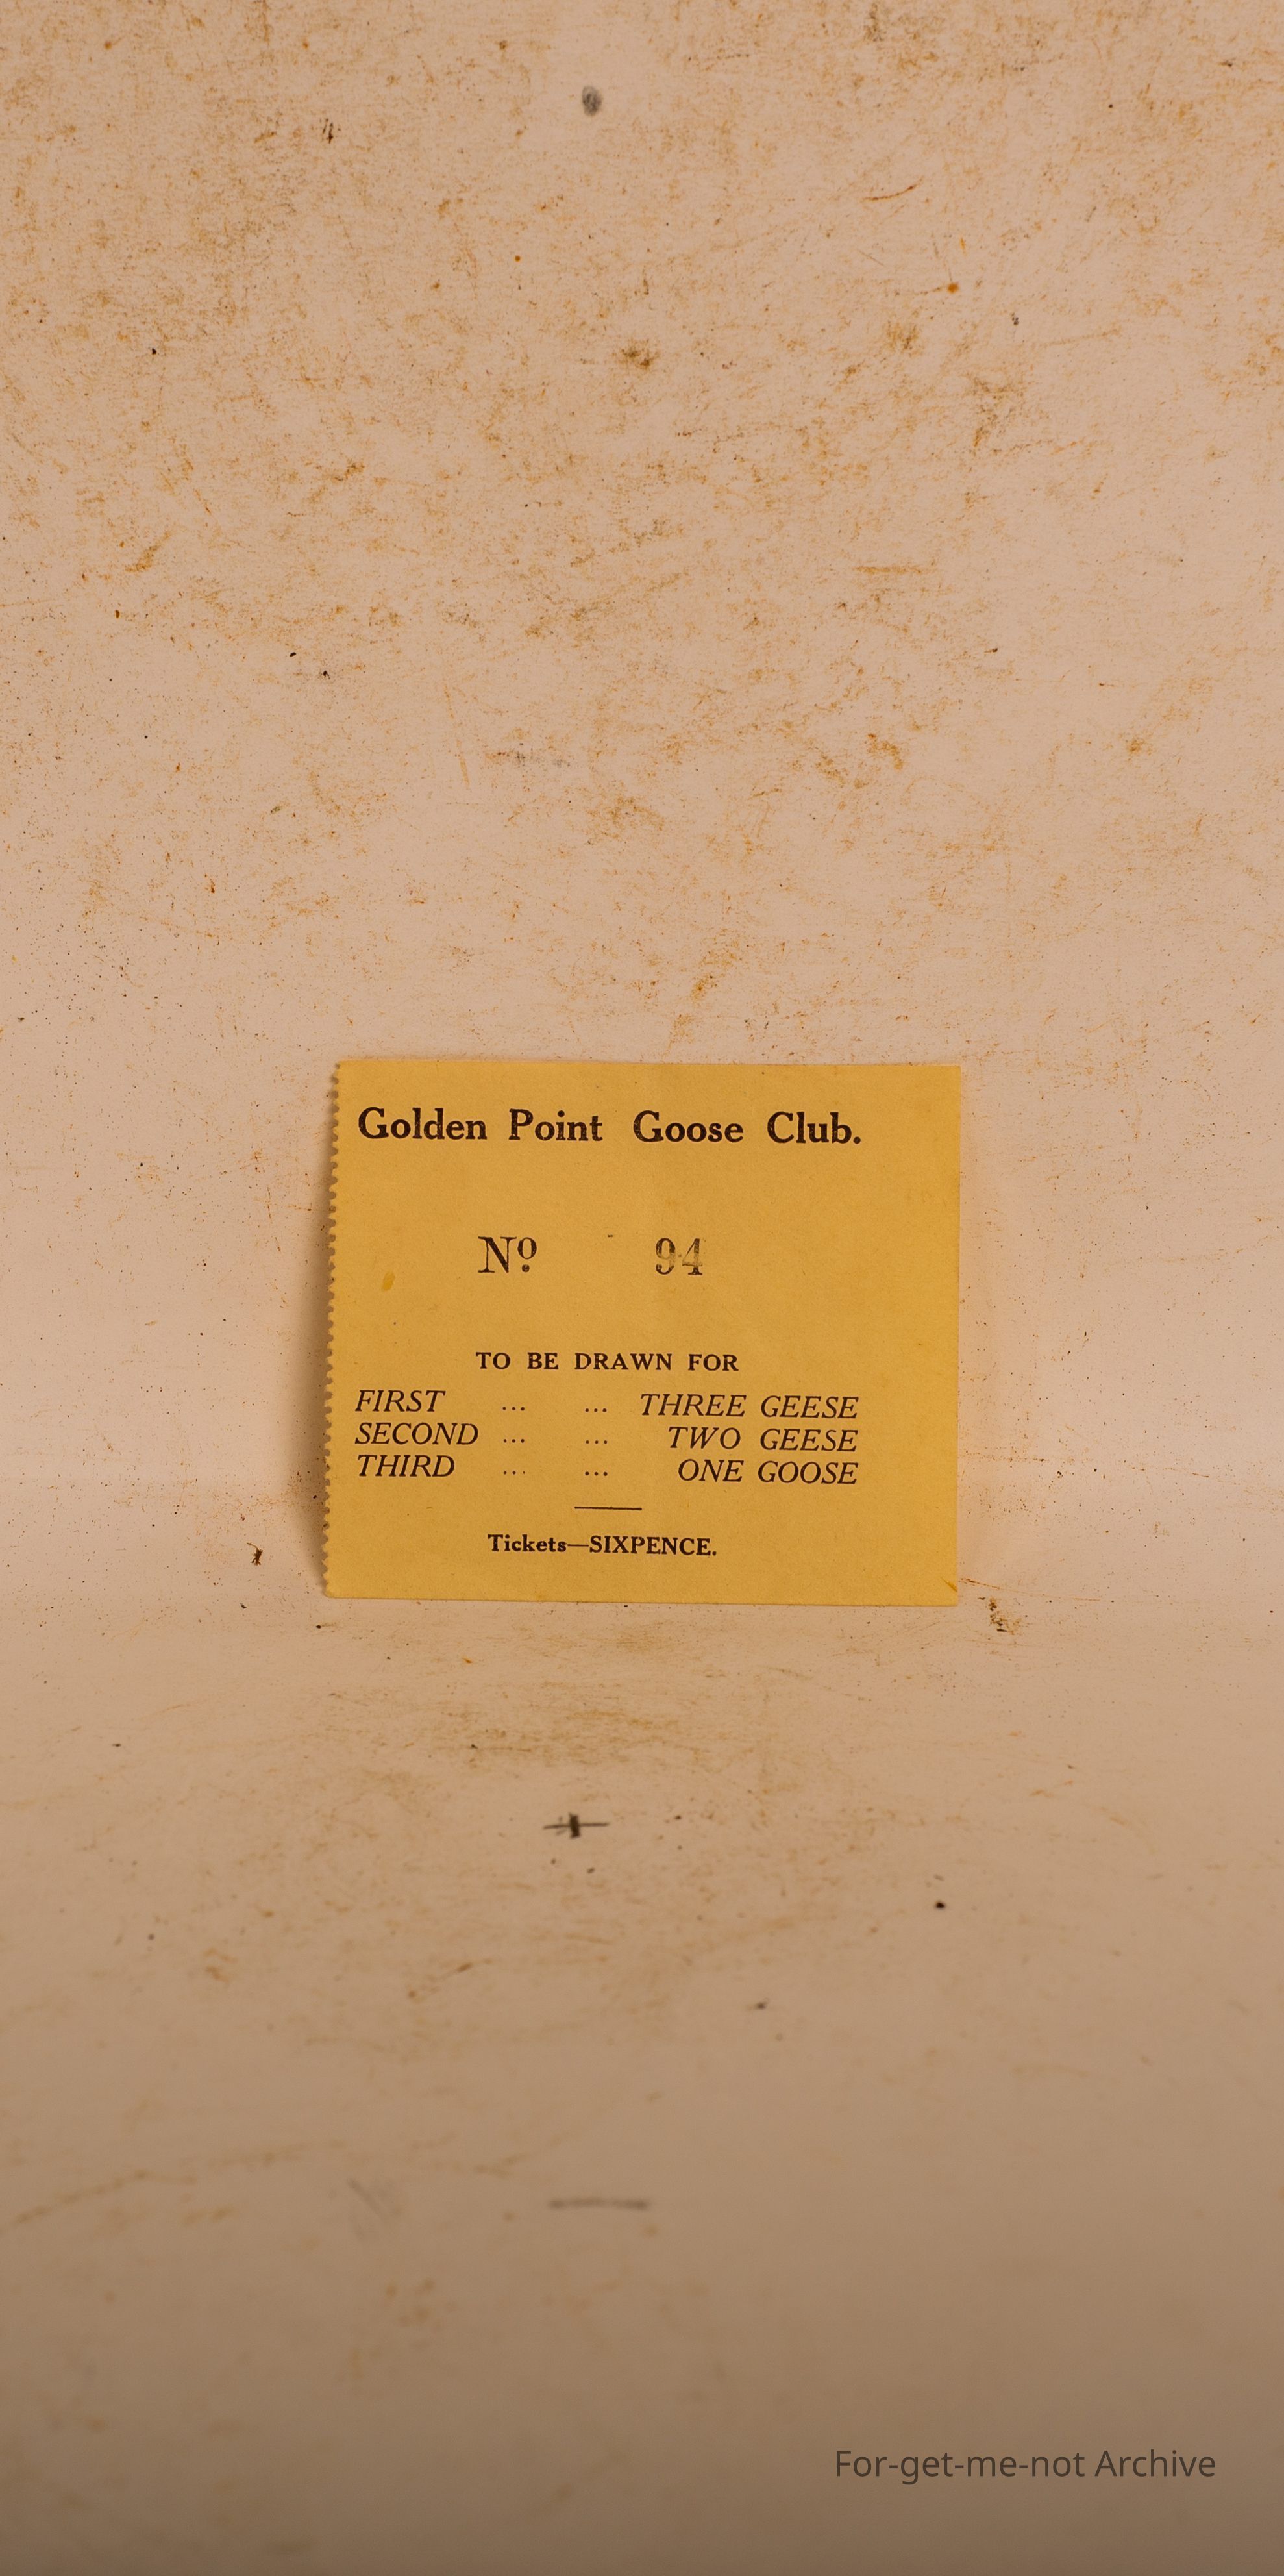 Golden Point Goose Club.
Nº 94
TO BE DRAWN FOR
FIRST ... ... THREE GEESE
SECOND ... ... TWO GEESE
THIRD ... ... ONE GOOSE
Tickets—SIXPENCE.
For-get-me-not Archive